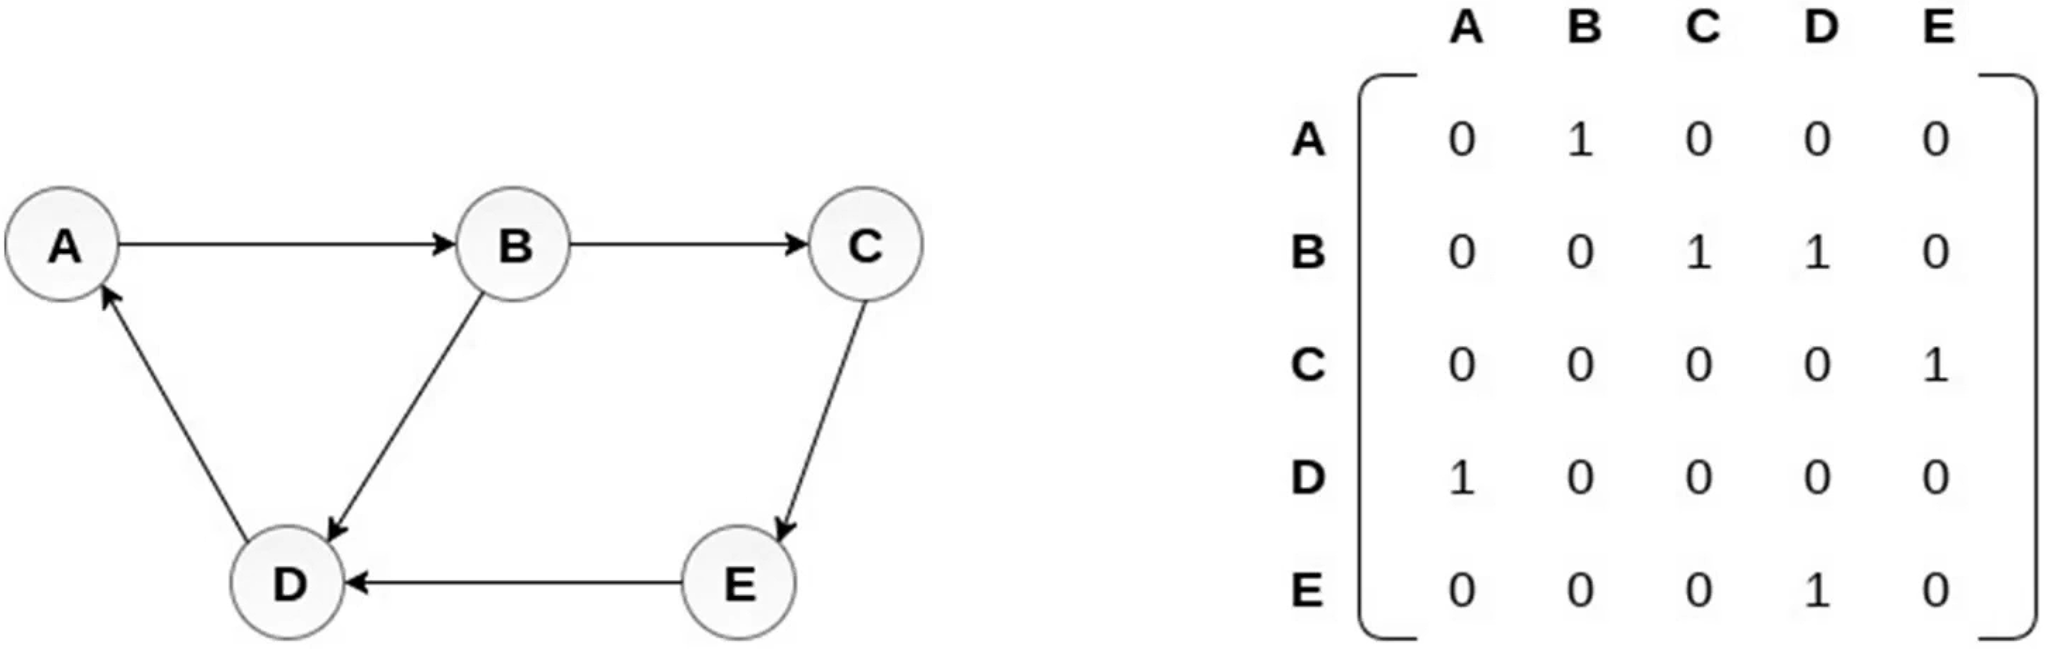 A B C D E
A 0 1 0 0 0
A B C
B 0 0 1 1 0
C 0 0 0 0 1
D 1 0 0 0 0
D E
E 0 0 0 1 0